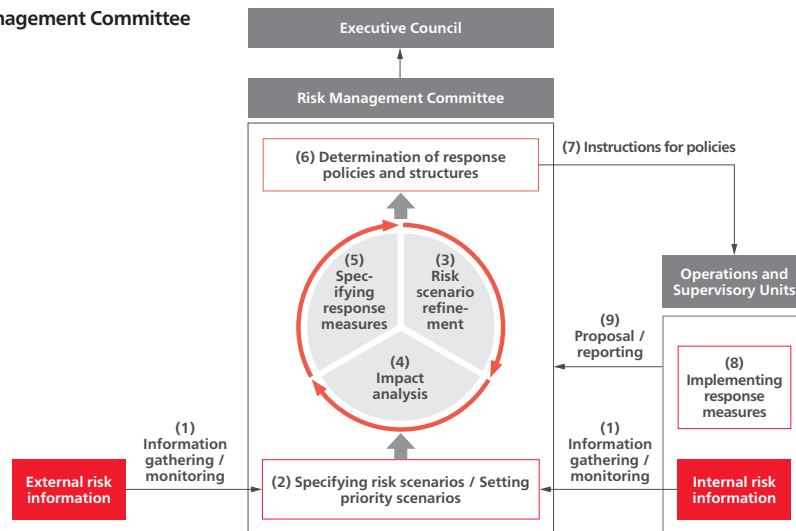 nagement Committee
Executive Council
Risk Management Committee
(6) Determination of response
policies and structures
(7) Instructions for policies
(5)
Spec-
ifying
response
measures
(3)
Risk
scenario
refine-
ment
(4)
Impact
analysis
Operations and
Supervisory Units
(9)
Proposal /
reporting
(8)
Implementing
response
measures
(1)
Information
gathering /
monitoring
(1)
Information
gathering /
monitoring
External risk
information
(2) Specifying risk scenarios / Setting
priority scenarios
Internal risk
information